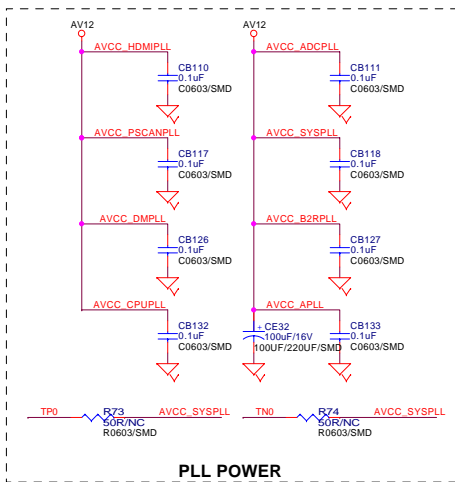 AV12
AVCC_HDMIPLL
CB110
0.1uF
C0603/SMD
AVCC_PSCANPLL
CB117
0.1uF
C0603/SMD
AVCC_DMPLL
CB126
0.1uF
C0603/SMD
AVCC_CPUPLL
CB132
0.1uF
C0603/SMD
AV12
AVCC_ADCPLL
CB111
0.1uF
C0603/SMD
AVCC_SYSPLL
CB118
0.1uF
C0603/SMD
AVCC_B2RPLL
CB127
0.1uF
C0603/SMD
AVCC_APLL
+ CE32
100uF/16V
100UF/220UF/SMD
CB133
0.1uF
C0603/SMD
TP0
R73
50R/NC
R0603/SMD
AVCC_SYSPLL
TN0
R74
50R/NC
R0603/SMD
AVCC_SYSPLL
PLL POWER